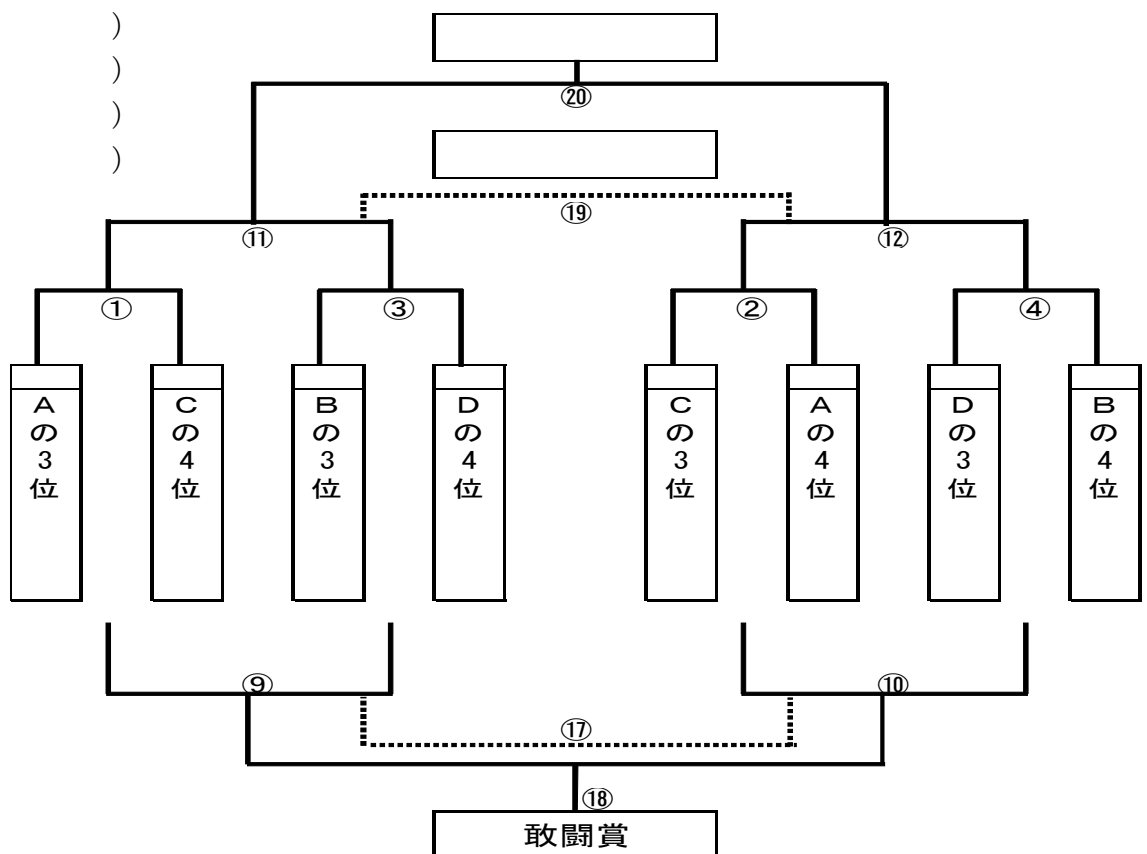 )
)
⑳
)
)
⑲
⑪
⑫
①
③
②
④
Aの3位
Cの4位
Bの3位
Dの4位
Cの3位
Aの4位
Dの3位
Bの4位
⑨
⑩
⑰
⑱
敢闘賞